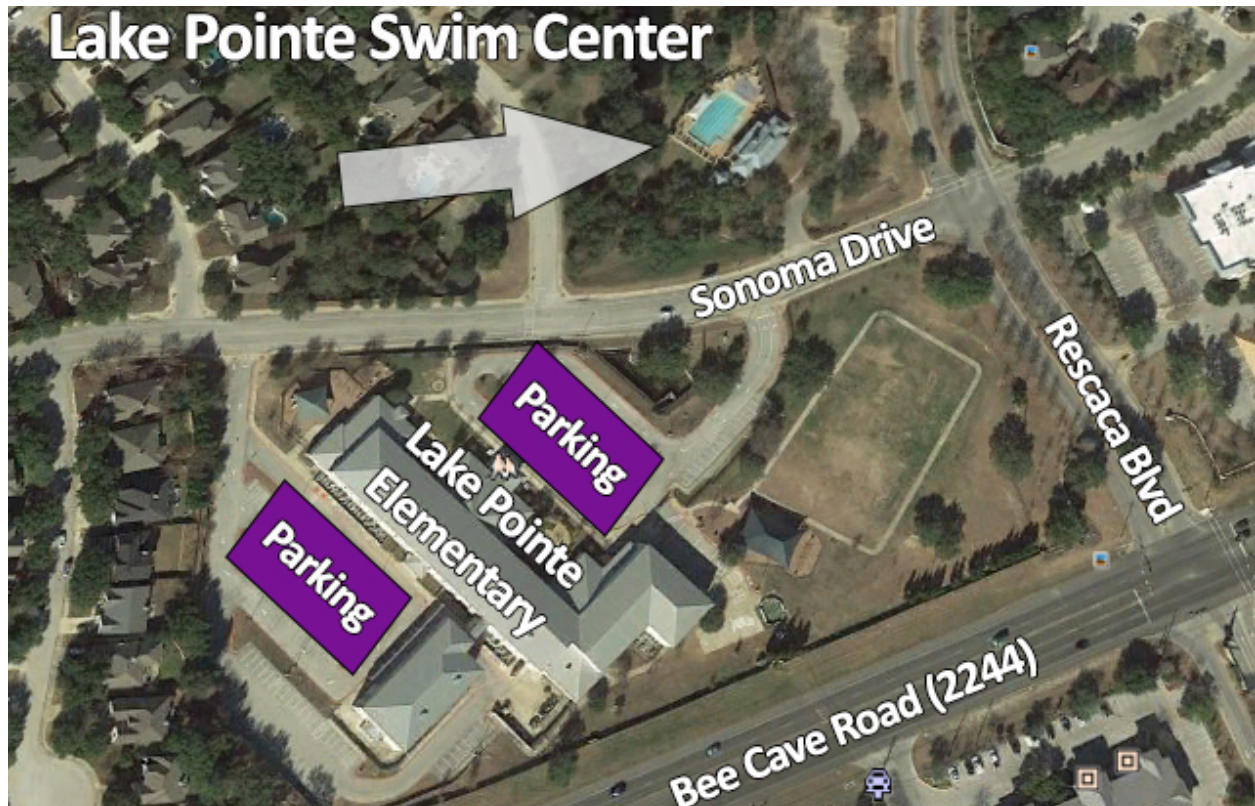 Lake Pointe Swim Center
Sonoma Drive
Rescaca Blvd
Parking
Lake Pointe
Elementary
Parking
Bee Cave Road (2244)